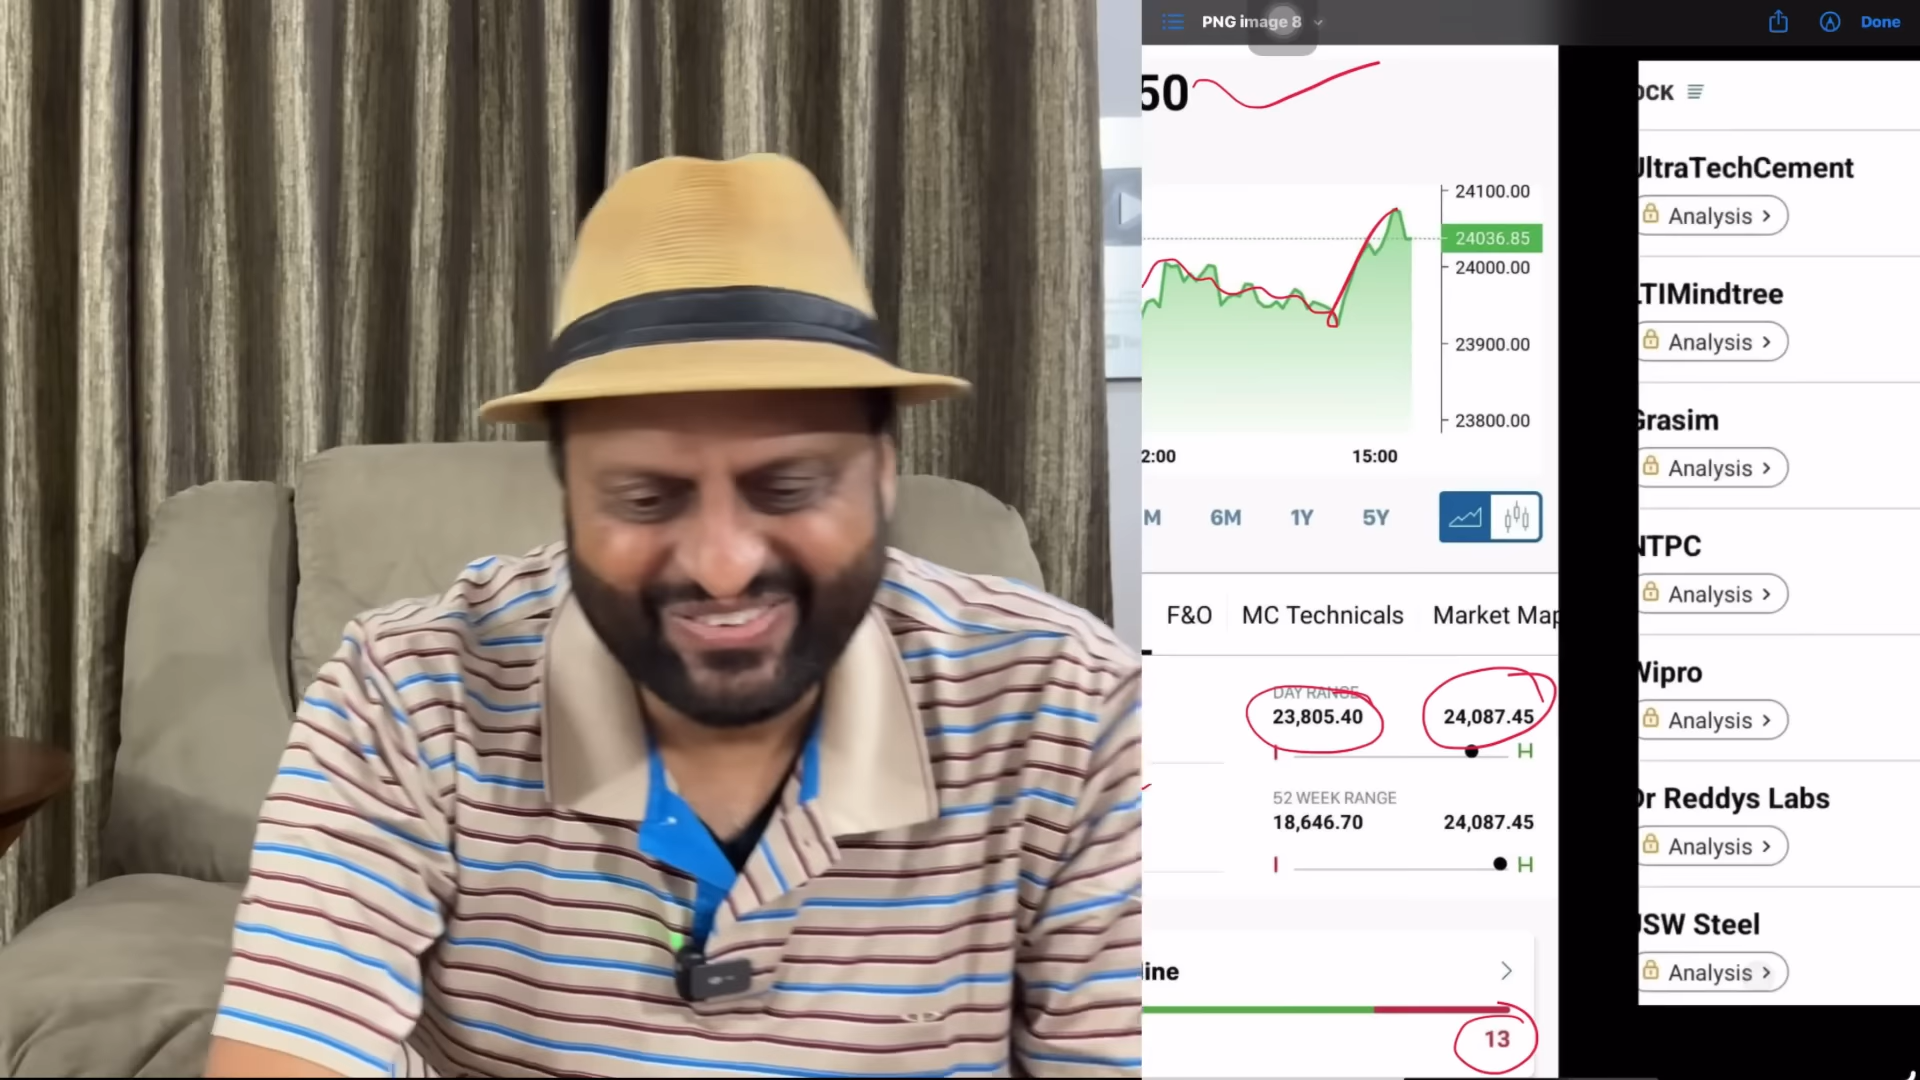 PNG image 8
Done
50
24100.00
24036.85
24000.00
23900.00
23800.00
2:00
15:00
M
6M
1Y
5Y
F&O
MC Technicals
Market Map
DAY RANGE
23,805.40
24,087.45
H
52 WEEK RANGE
18,646.70
24,087.45
H
line
13
OCK
UltraTechCement
Analysis
LTIMindtree
Analysis
Grasim
Analysis
NTPC
Analysis
Wipro
Analysis
Dr Reddys Labs
Analysis
JSW Steel
Analysis